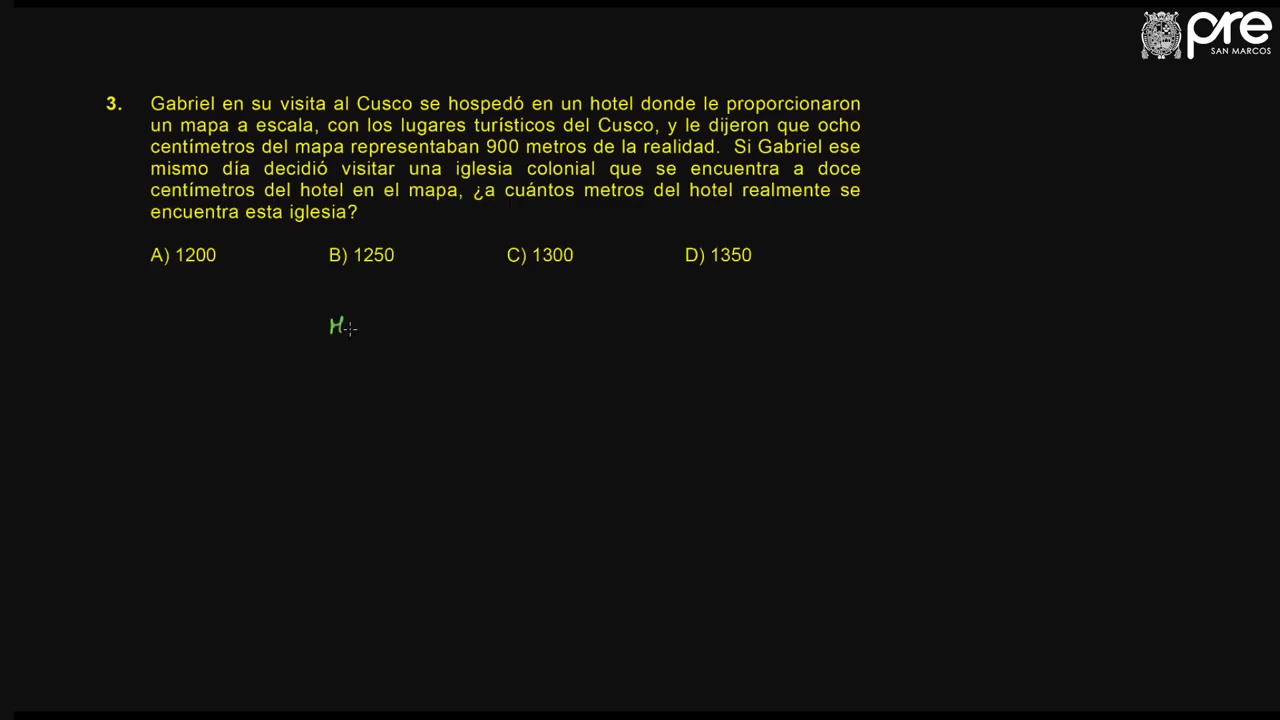 pre
SAN MARCOS
3. Gabriel en su visita al Cusco se hospedó en un hotel donde le proporcionaron
un mapa a escala, con los lugares turísticos del Cusco, y le dijeron que ocho
centímetros del mapa representaban 900 metros de la realidad. Si Gabriel ese
mismo día decidió visitar una iglesia colonial que se encuentra a doce
centímetros del hotel en el mapa, ¿a cuántos metros del hotel realmente se
encuentra esta iglesia?
A) 1200 B) 1250 C) 1300 D) 1350
M